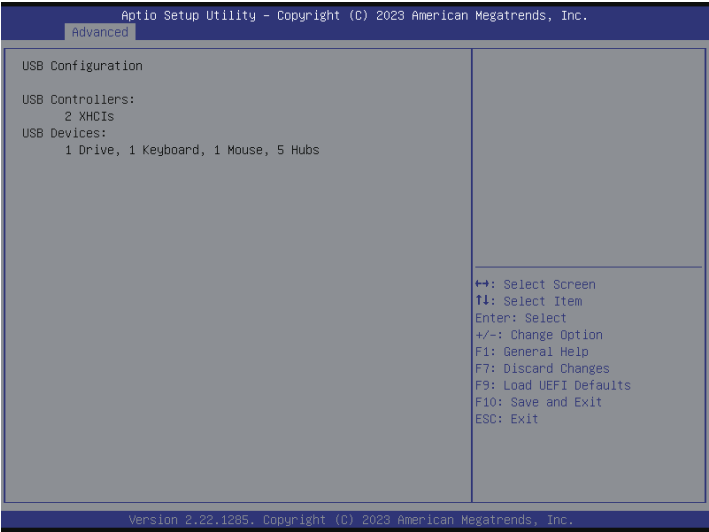 Aptio Setup Utility – Copyright (C) 2023 American Megatrends, Inc.
Advanced
USB Configuration
USB Controllers:
2 XHCIs
USB Devices:
1 Drive, 1 Keyboard, 1 Mouse, 5 Hubs
↔: Select Screen
↑↓: Select Item
Enter: Select
+/-: Change Option
F1: General Help
F7: Discard Changes
F9: Load UEFI Defaults
F10: Save and Exit
ESC: Exit
Version 2.22.1285. Copyright (C) 2023 American Megatrends, Inc.